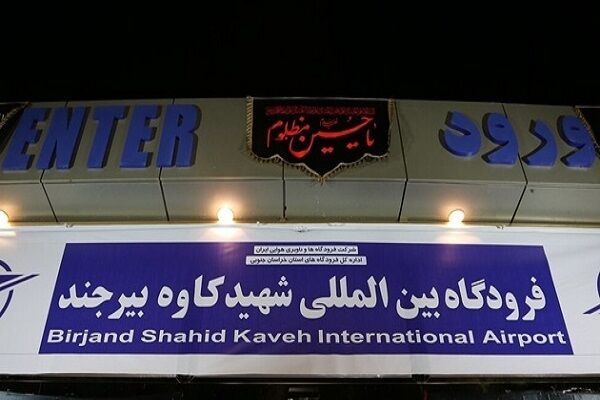 ENTER
یا حسین مظلوم
ورود
شرکت فرودگاه ها و ناوبری هوایی ایران
اداره کل فرودگاه های استان خراسان جنوبی
فرودگاه بین المللی شهید کاوه بیرجند
Birjand Shahid Kaveh International Airport